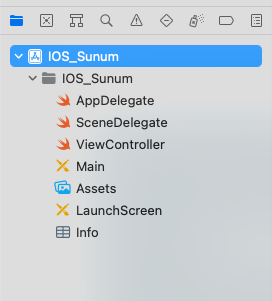 IOS_Sunum
IOS_Sunum
AppDelegate
SceneDelegate
ViewController
Main
Assets
LaunchScreen
Info